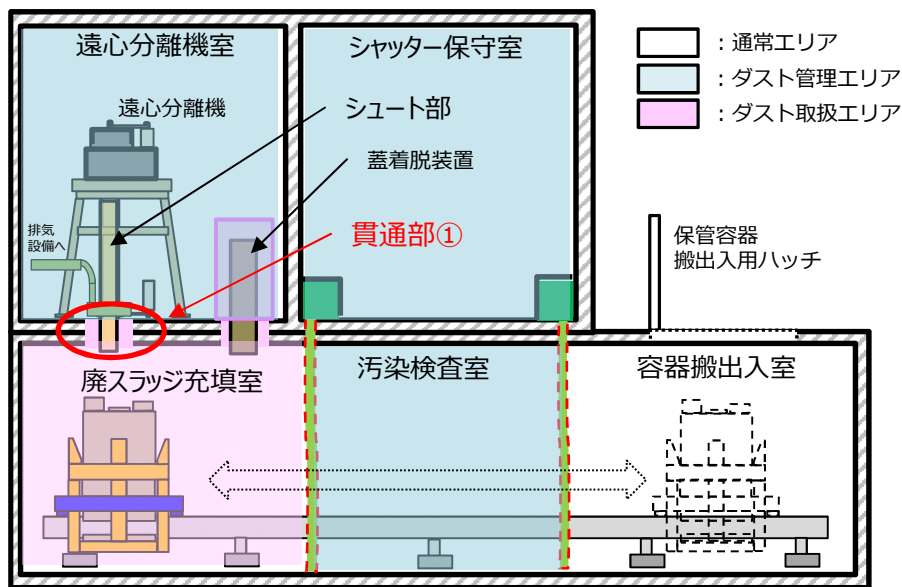 遠心分離機室
シャッター保守室
：通常エリア
：ダスト管理エリア
：ダスト取扱エリア
遠心分離機
シュート部
蓋着脱装置
排気
設備へ
貫通部①
保管容器
搬出入用ハッチ
廃スラッジ充填室
汚染検査室
容器搬出入室